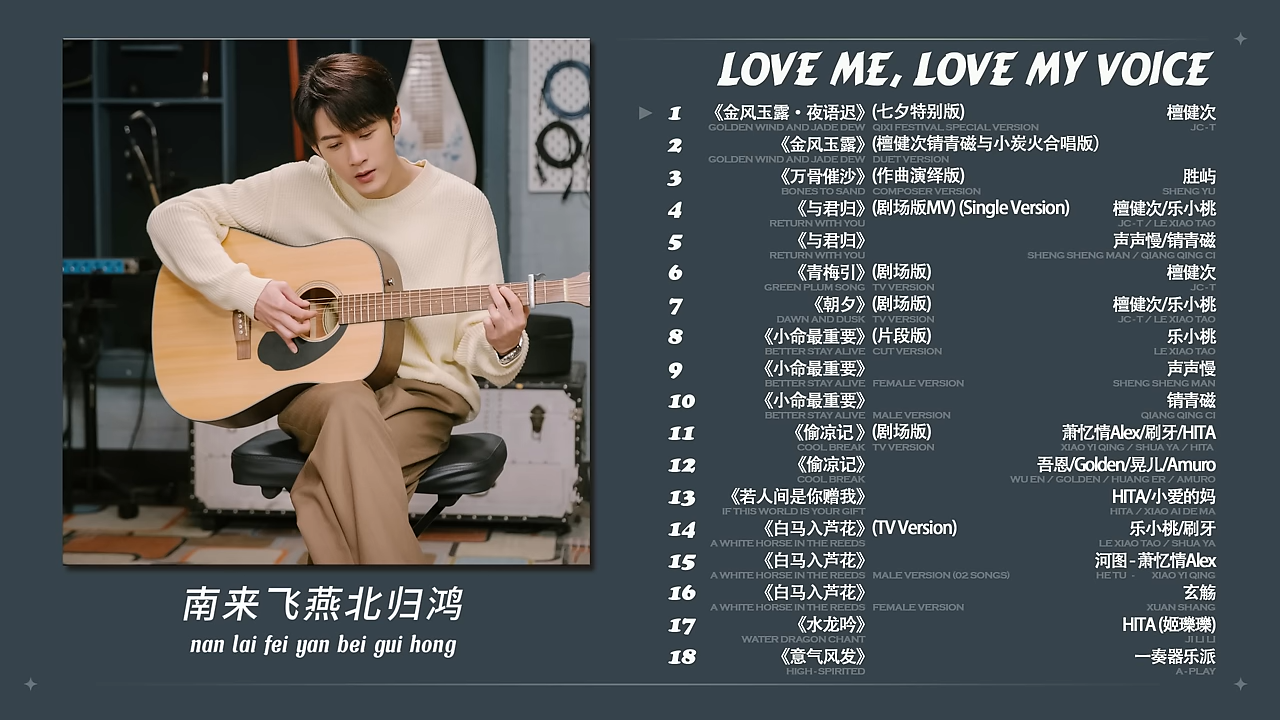 LOVE ME, LOVE MY VOICE
1 《金风玉露·夜语迟》 (七夕特别版) 檀健次
GOLDEN WIND AND JADE DEW QIXI FESTIVAL SPECIAL VERSION JC-T
2 《金风玉露》 (檀健次锖青磁与小炭火合唱版)
GOLDEN WIND AND JADE DEW DUET VERSION
3 《万骨催沙》 (作曲演绎版) 胜屿
BONES TO SAND COMPOSER VERSION SHENG YU
4 《与君归》 (剧场版MV) (Single Version) 檀健次/乐小桃
RETURN WITH YOU JC-T / LE XIAO TAO
5 《与君归》 声声慢/锖青磁
RETURN WITH YOU SHENG SHENG MAN / QIANG QING CI
6 《青梅引》 (剧场版) 檀健次
GREEN PLUM SONG TV VERSION JC-T
7 《朝夕》 (剧场版) 檀健次/乐小桃
DAWN AND DUSK TV VERSION JC-T / LE XIAO TAO
8 《小命最重要》 (片段版) 乐小桃
BETTER STAY ALIVE CUT VERSION LE XIAO TAO
9 《小命最重要》 声声慢
BETTER STAY ALIVE FEMALE VERSION SHENG SHENG MAN
10 《小命最重要》 锖青磁
BETTER STAY ALIVE MALE VERSION QIANG QING CI
11 《偷凉记 》 (剧场版) 萧忆情Alex/刷牙/HITA
COOL BREAK TV VERSION XIAO YI QING / SHUA YA / HITA
12 《偷凉记》 吾恩/Golden/晃儿/Amuro
COOL BREAK WU EN / GOLDEN / HUANG ER / AMURO
13 《若人间是你赠我》 HITA/小爱的妈
IF THIS WORLD IS YOUR GIFT HITA / XIAO AI DE MA
14 《白马入芦花》 (TV Version) 乐小桃/刷牙
A WHITE HORSE IN THE REEDS LE XIAO TAO / SHUA YA
15 《白马入芦花》 河图 - 萧忆情Alex
A WHITE HORSE IN THE REEDS MALE VERSION (02 SONGS) HE TU - XIAO YI QING
16 《白马入芦花》 玄觞
A WHITE HORSE IN THE REEDS FEMALE VERSION XUAN SHANG
17 《水龙吟》 HITA (姬瓅瓅)
WATER DRAGON CHANT JI LI LI
18 《意气风发》 一奏器乐派
HIGH-SPIRITED A-PLAY
南来飞燕北归鸿
nan lai fei yan bei gui hong